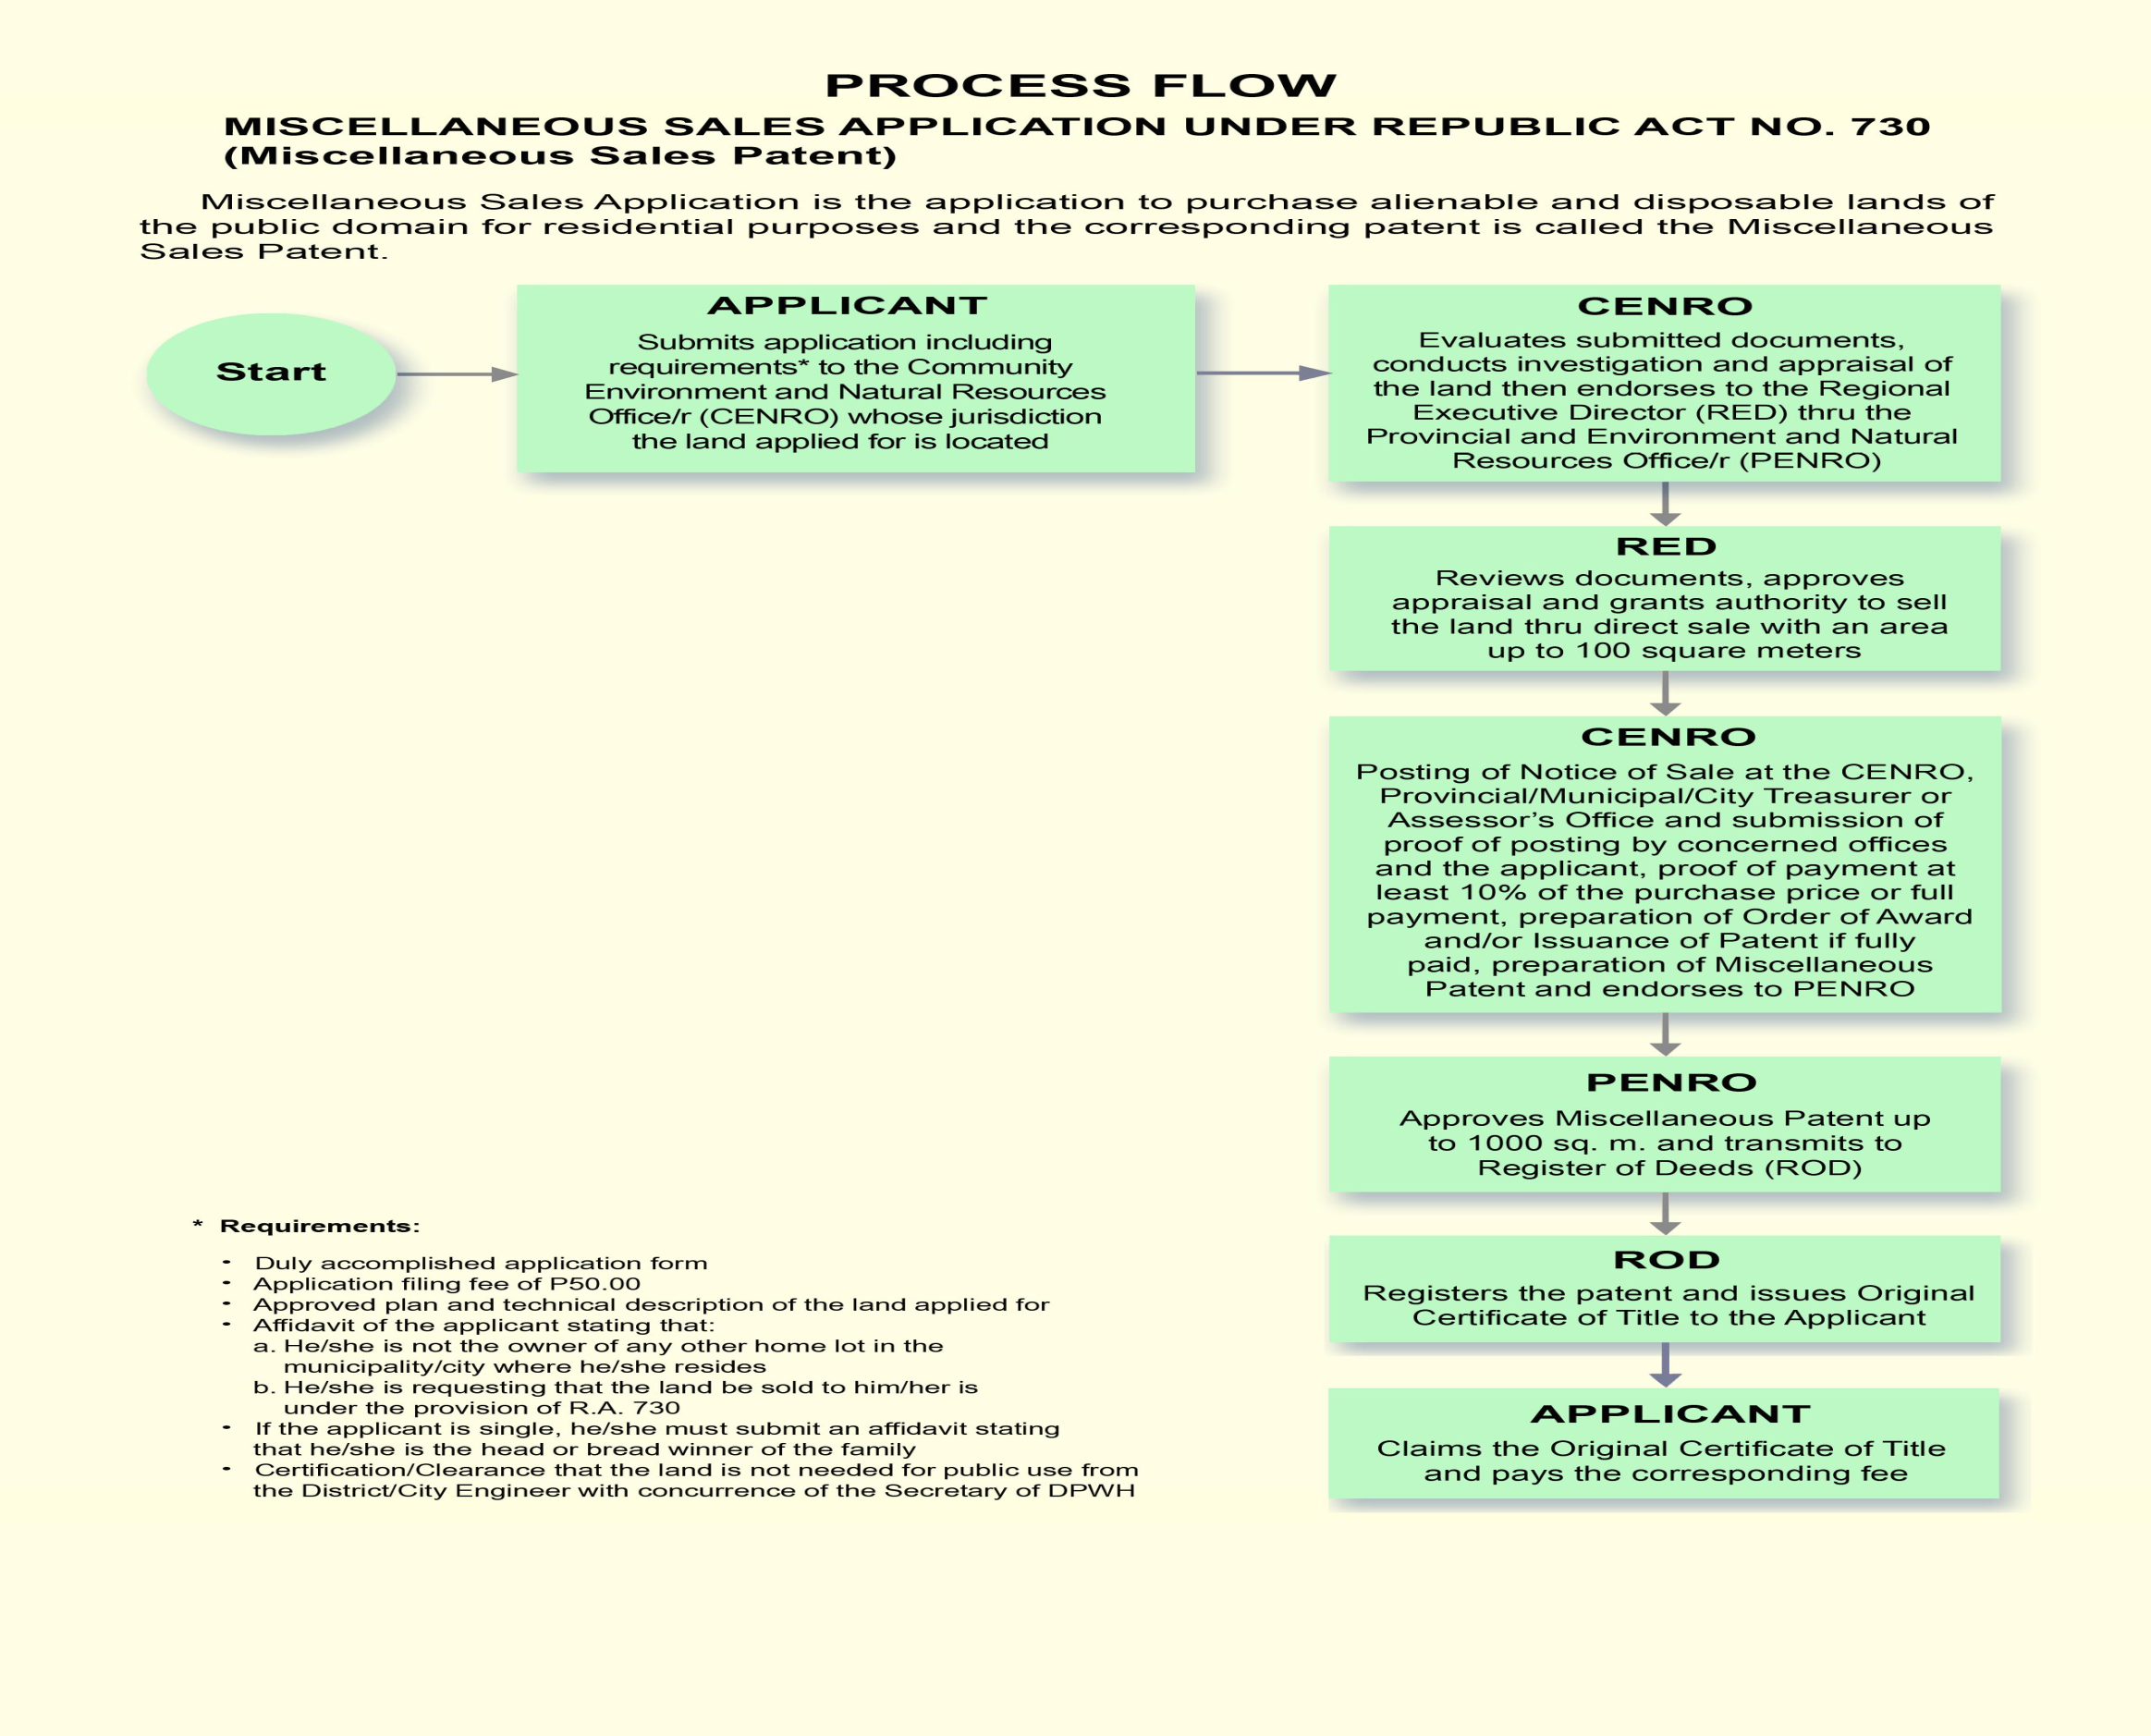 PROCESS FLOW
MISCELLANEOUS SALES APPLICATION UNDER REPUBLIC ACT NO. 730
(Miscellaneous Sales Patent)
Miscellaneous Sales Application is the application to purchase alienable and disposable lands of
the public domain for residential purposes and the corresponding patent is called the Miscellaneous
Sales Patent.
Start
APPLICANT
Submits application including
requirements* to the Community
Environment and Natural Resources
Office/r (CENRO) whose jurisdiction
the land applied for is located
CENRO
Evaluates submitted documents,
conducts investigation and appraisal of
the land then endorses to the Regional
Executive Director (RED) thru the
Provincial and Environment and Natural
Resources Office/r (PENRO)
RED
Reviews documents, approves
appraisal and grants authority to sell
the land thru direct sale with an area
up to 100 square meters
CENRO
Posting of Notice of Sale at the CENRO,
Provincial/Municipal/City Treasurer or
Assessor’s Office and submission of
proof of posting by concerned offices
and the applicant, proof of payment at
least 10% of the purchase price or full
payment, preparation of Order of Award
and/or Issuance of Patent if fully
paid, preparation of Miscellaneous
Patent and endorses to PENRO
PENRO
Approves Miscellaneous Patent up
to 1000 sq. m. and transmits to
Register of Deeds (ROD)
ROD
Registers the patent and issues Original
Certificate of Title to the Applicant
APPLICANT
Claims the Original Certificate of Title
and pays the corresponding fee
* Requirements:
• Duly accomplished application form
• Application filing fee of P50.00
• Approved plan and technical description of the land applied for
• Affidavit of the applicant stating that:
a. He/she is not the owner of any other home lot in the
municipality/city where he/she resides
b. He/she is requesting that the land be sold to him/her is
under the provision of R.A. 730
• If the applicant is single, he/she must submit an affidavit stating
that he/she is the head or bread winner of the family
• Certification/Clearance that the land is not needed for public use from
the District/City Engineer with concurrence of the Secretary of DPWH